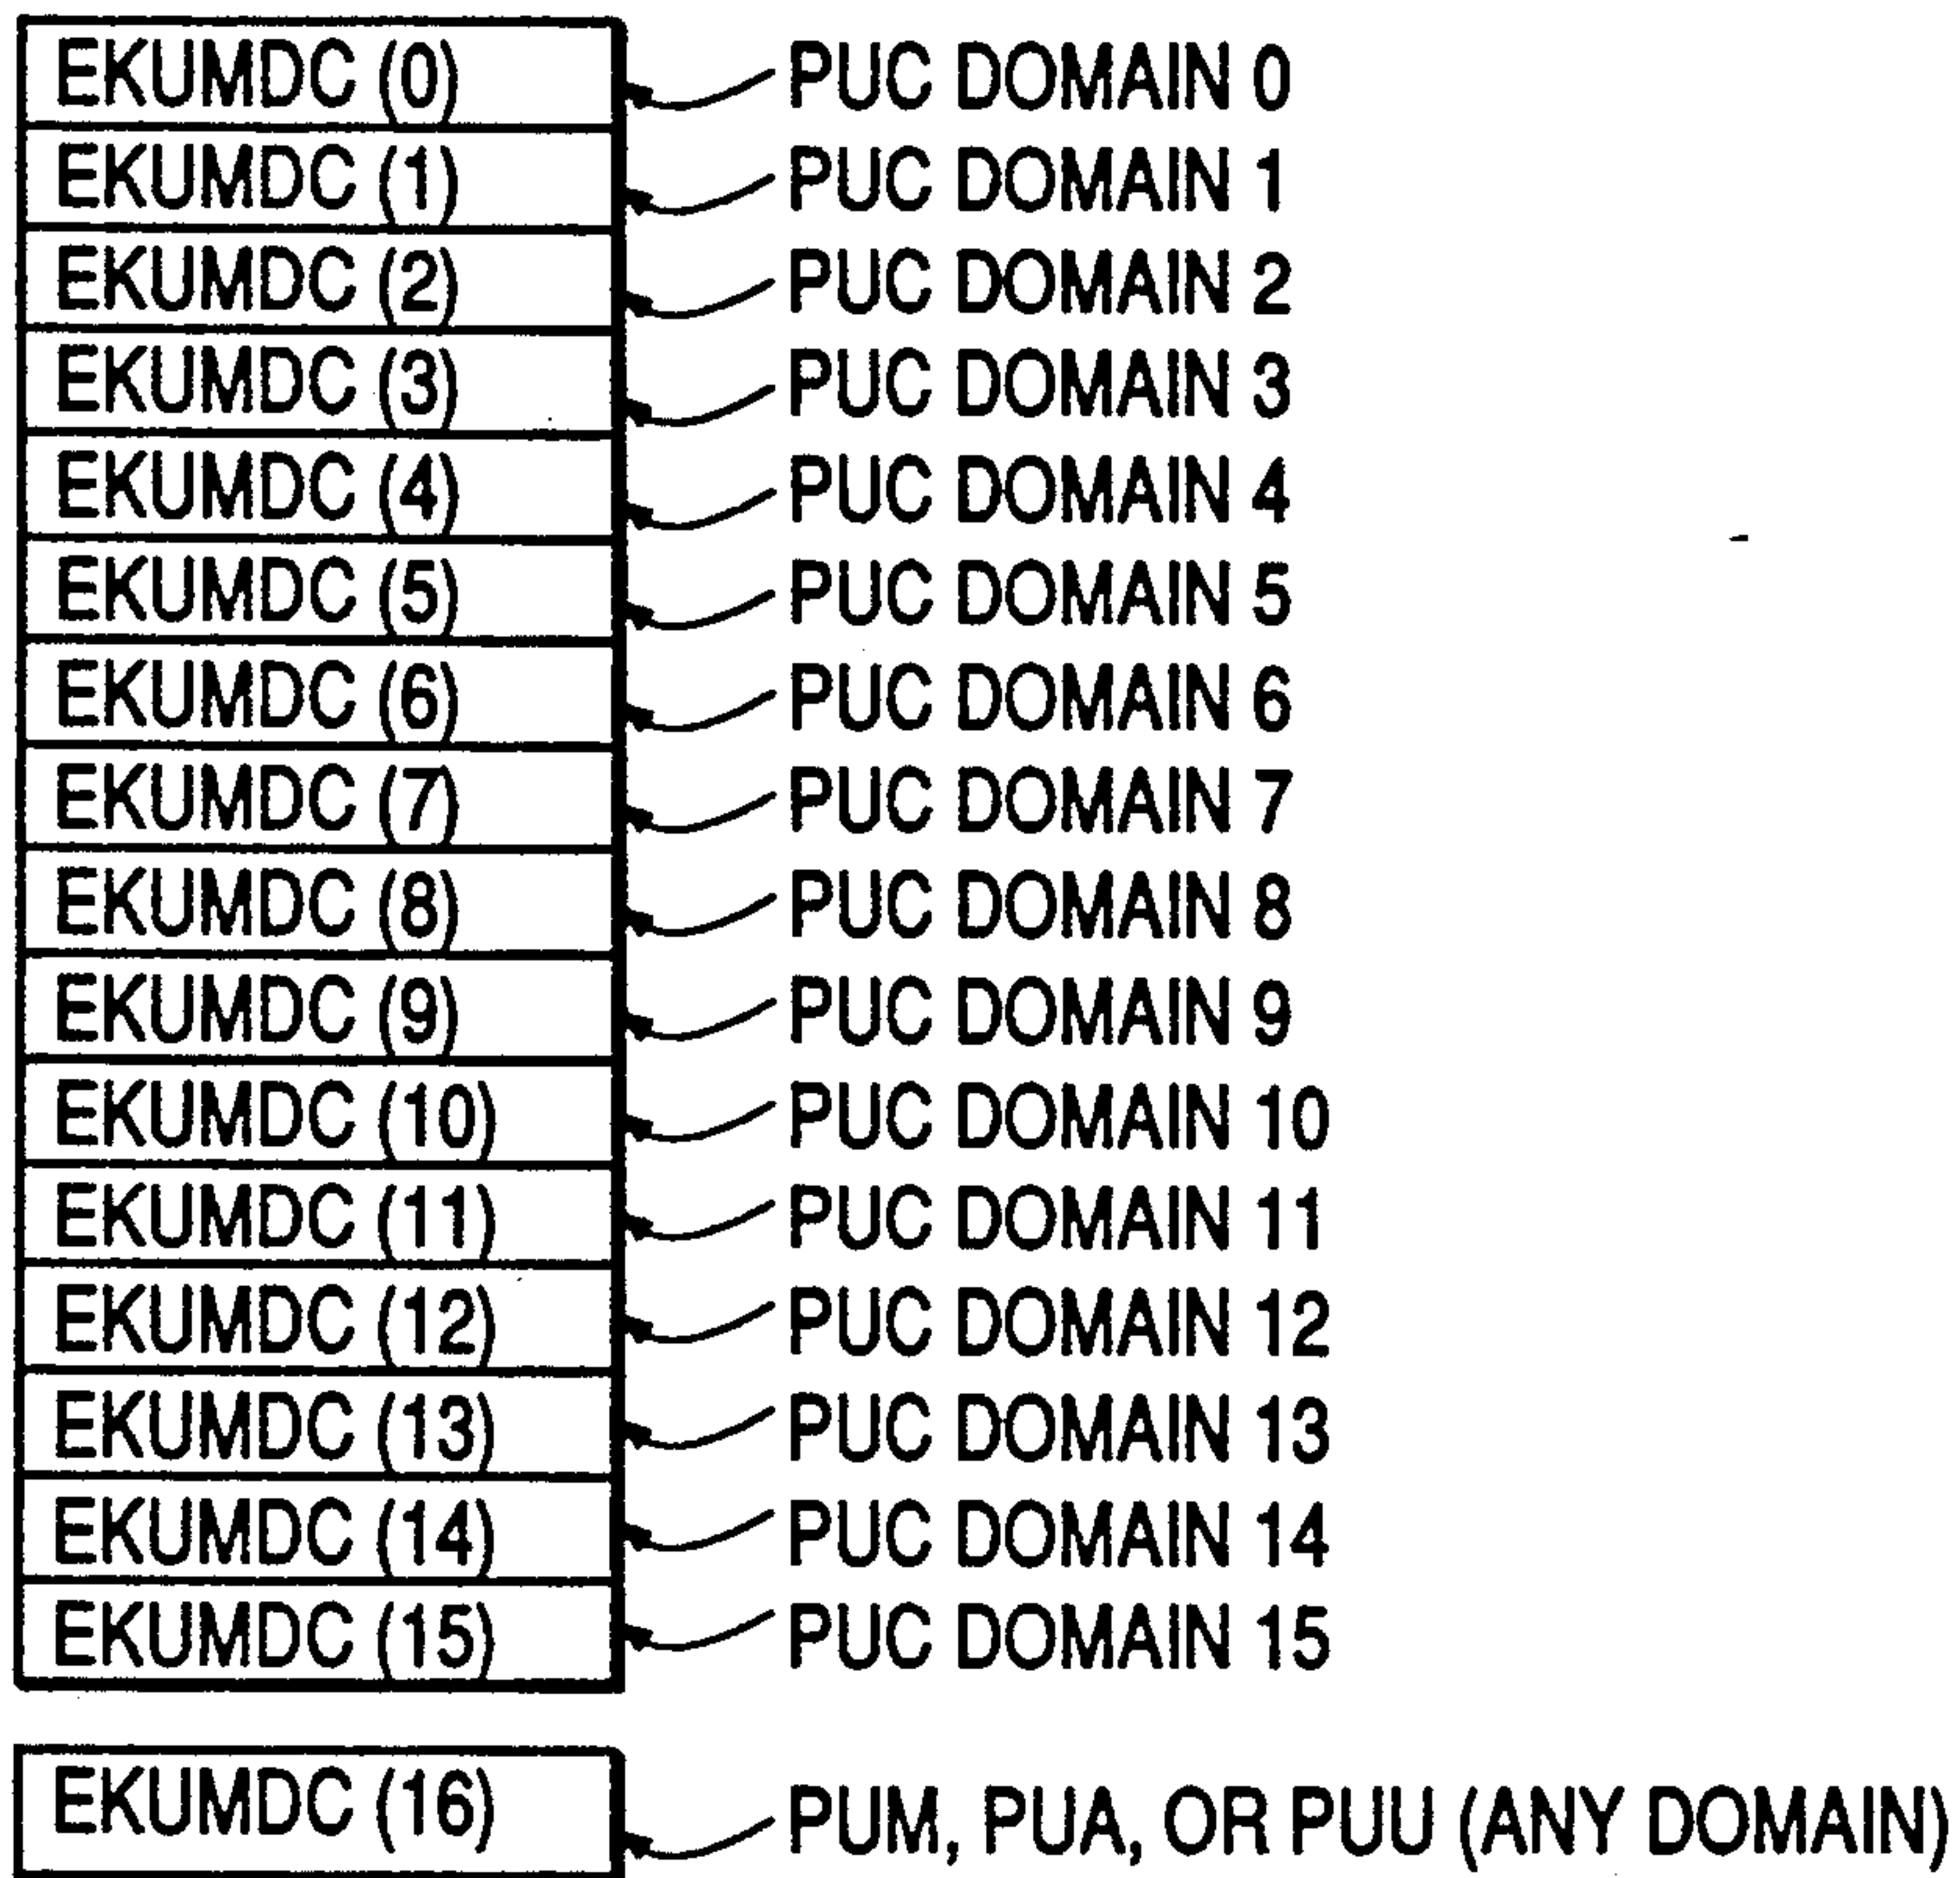 EKUMDC (0) PUC DOMAIN 0
EKUMDC (1) PUC DOMAIN 1
EKUMDC (2) PUC DOMAIN 2
EKUMDC (3) PUC DOMAIN 3
EKUMDC (4) PUC DOMAIN 4
EKUMDC (5) PUC DOMAIN 5
EKUMDC (6) PUC DOMAIN 6
EKUMDC (7) PUC DOMAIN 7
EKUMDC (8) PUC DOMAIN 8
EKUMDC (9) PUC DOMAIN 9
EKUMDC (10) PUC DOMAIN 10
EKUMDC (11) PUC DOMAIN 11
EKUMDC (12) PUC DOMAIN 12
EKUMDC (13) PUC DOMAIN 13
EKUMDC (14) PUC DOMAIN 14
EKUMDC (15) PUC DOMAIN 15
EKUMDC (16) PUM, PUA, OR PUU (ANY DOMAIN)